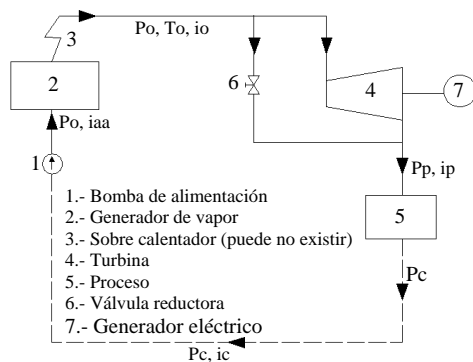 3
Po, To, io
2
6
4
7
Po, iaa
1
Pp, ip
5
1.- Bomba de alimentación
2.- Generador de vapor
3.- Sobre calentador (puede no existir)
4.- Turbina
5.- Proceso
6.- Válvula reductora
7.- Generador eléctrico
Pc
Pc, ic